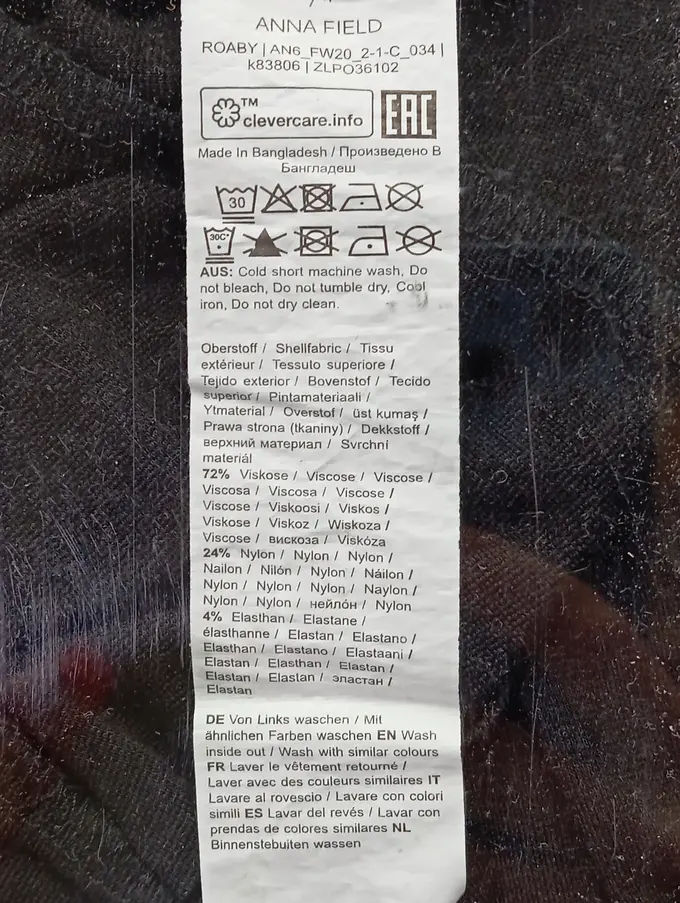 ANNA FIELD
ROABY | AN6_FW20_2-1-C_034 |
k83806 | ZLPO36102
TM
clevercare.info
EAC
Made In Bangladesh / Произведено В
Бангладеш
30
30C°
AUS: Cold short machine wash, Do
not bleach, Do not tumble dry, Cool
iron, Do not dry clean.
Oberstoff / Shellfabric / Tissu
extérieur / Tessuto superiore /
Tejido exterior / Bovenstof / Tecido
superior / Pintamateriaali /
Ytmaterial / Overstof / üst kumaş /
Prawa strona (tkaniny) / Dekkstoff /
верхний материал / Svrchní
materiál
72% Viskose / Viscose / Viscose /
Viscosa / Viscosa / Viscose /
Viscose / Viskoosi / Viskos /
Viskose / Viskoz / Wiskoza /
Viscose / вискоза / Viskóza
24% Nylon / Nylon / Nylon /
Nailon / Nilón / Nylon / Náilon /
Nylon / Nylon / Nylon / Naylon /
Nylon / Nylon / нейлóн / Nylon
4% Elasthan / Elastane /
élasthanne / Elastan / Elastano /
Elasthan / Elastano / Elastaani /
Elastan / Elasthan / Elastan /
Elastan / Elastan / эластан /
Elastan
DE Von Links waschen / Mit
ähnlichen Farben waschen EN Wash
inside out / Wash with similar colours
FR Laver le vêtement retourné /
Laver avec des couleurs similaires IT
Lavare al rovescio / Lavare con colori
simili ES Lavar del revés / Lavar con
prendas de colores similares NL
Binnenstebuiten wassen